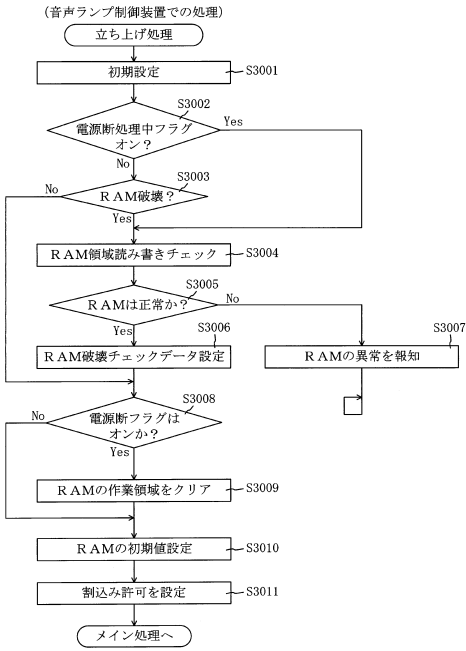 （音声ランプ制御装置での処理）
立ち上げ処理
初期設定
S3001
S3002
電源断処理中フラグ
オン？
Yes
No
S3003
No
ＲＡＭ破壊？
Yes
ＲＡＭ領域読み書きチェック
S3004
S3005
ＲＡＭは正常か？
No
Yes
S3006
S3007
ＲＡＭ破壊チェックデータ設定
ＲＡＭの異常を報知
S3008
No
電源断フラグは
オンか？
Yes
ＲＡＭの作業領域をクリア
S3009
ＲＡＭの初期値設定
S3010
割込み許可を設定
S3011
メイン処理へ